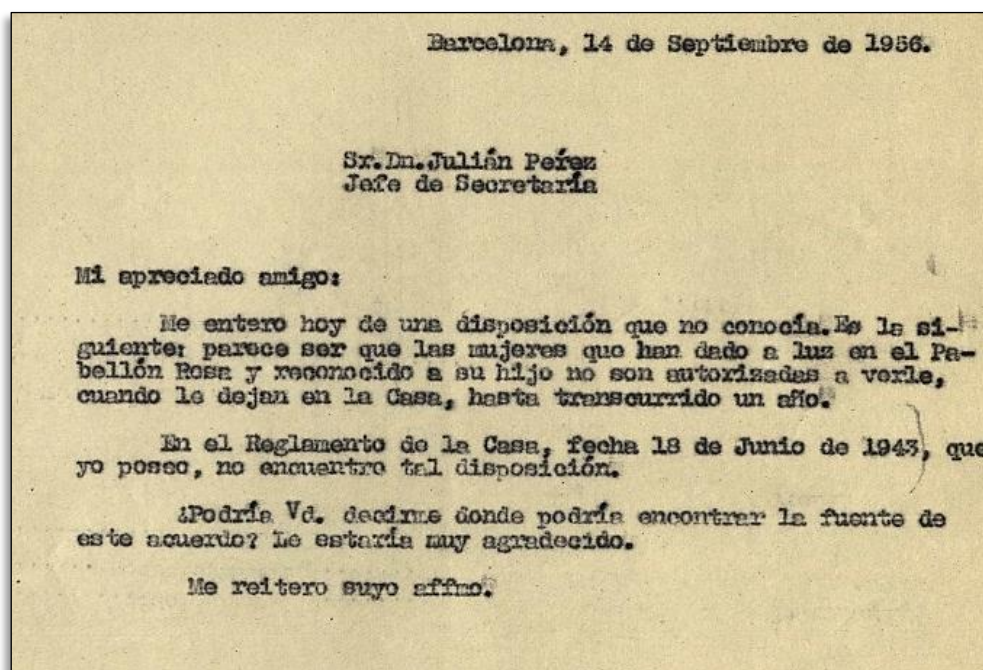 Barcelona, 14 de Septiembre de 1956.
Sr.Dn.Julián Peréz
Jefe de Secretaría
Mi apreciado amigo:
Me entero hoy de una disposición que no conocía.Es la si-
guiente: parece ser que las mujeres que han dado a luz en el Pa-
bellón Rosa y reconocido a su hijo no son autorizadas a verle,
cuando le dejan en la Casa, hasta transcurrido un año.
En el Reglamento de la Casa, fecha 18 de Junio de 1943, que
yo poseo, no encuentro tal disposición.
¿Podría Vd. decirme donde podría encontrar la fuente de
este acuerdo? Le estaría muy agradecido.
Me reitero suyo affmo.